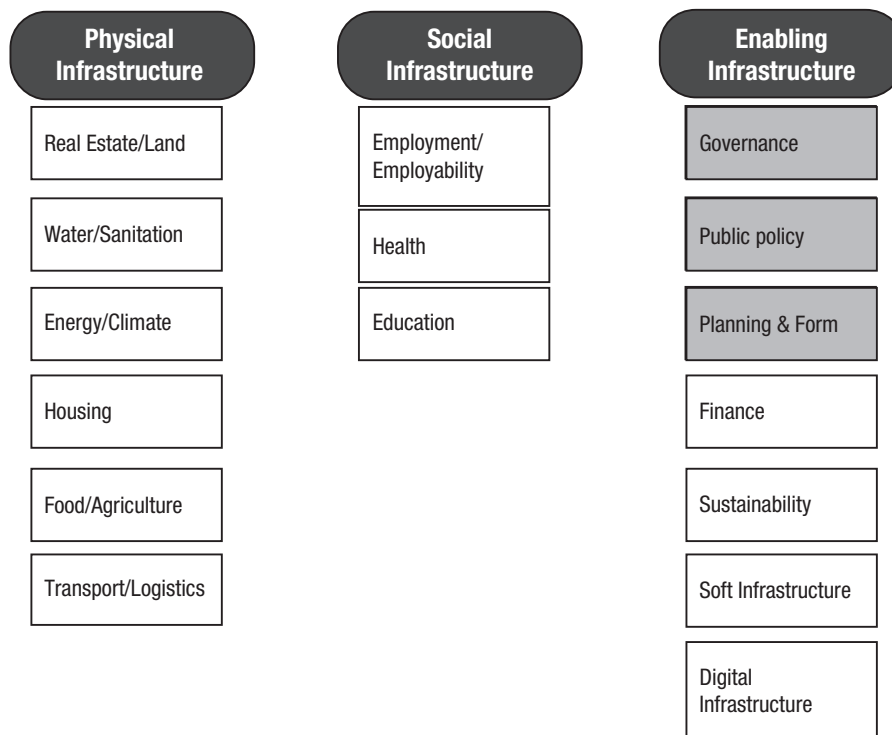 Physical
Infrastructure
Real Estate/Land
Water/Sanitation
Energy/Climate
Housing
Food/Agriculture
Transport/Logistics
Social
Infrastructure
Employment/
Employability
Health
Education
Enabling
Infrastructure
Governance
Public policy
Planning & Form
Finance
Sustainability
Soft Infrastructure
Digital
Infrastructure